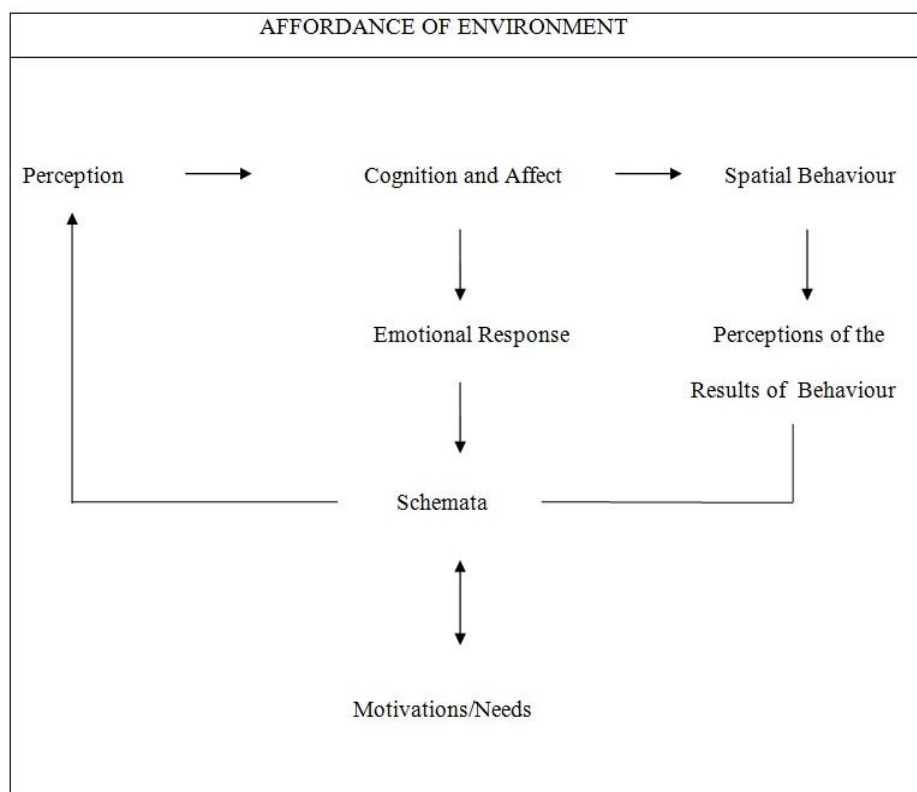 AFFORDANCE OF ENVIRONMENT
Perception
Cognition and Affect
Spatial Behaviour
Emotional Response
Perceptions of the
Results of Behaviour
Schemata
Motivations/Needs